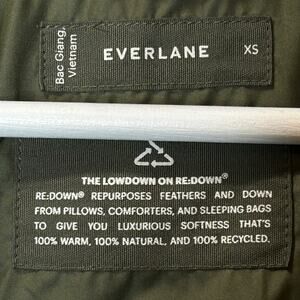 Bac Giang,
Vietnam
EVERLANE
XS
THE LOWDOWN ON RE:DOWN®
RE:DOWN® REPURPOSES FEATHERS AND DOWN
FROM PILLOWS, COMFORTERS, AND SLEEPING BAGS
TO GIVE YOU LUXURIOUS SOFTNESS THAT'S
100% WARM, 100% NATURAL, AND 100% RECYCLED.